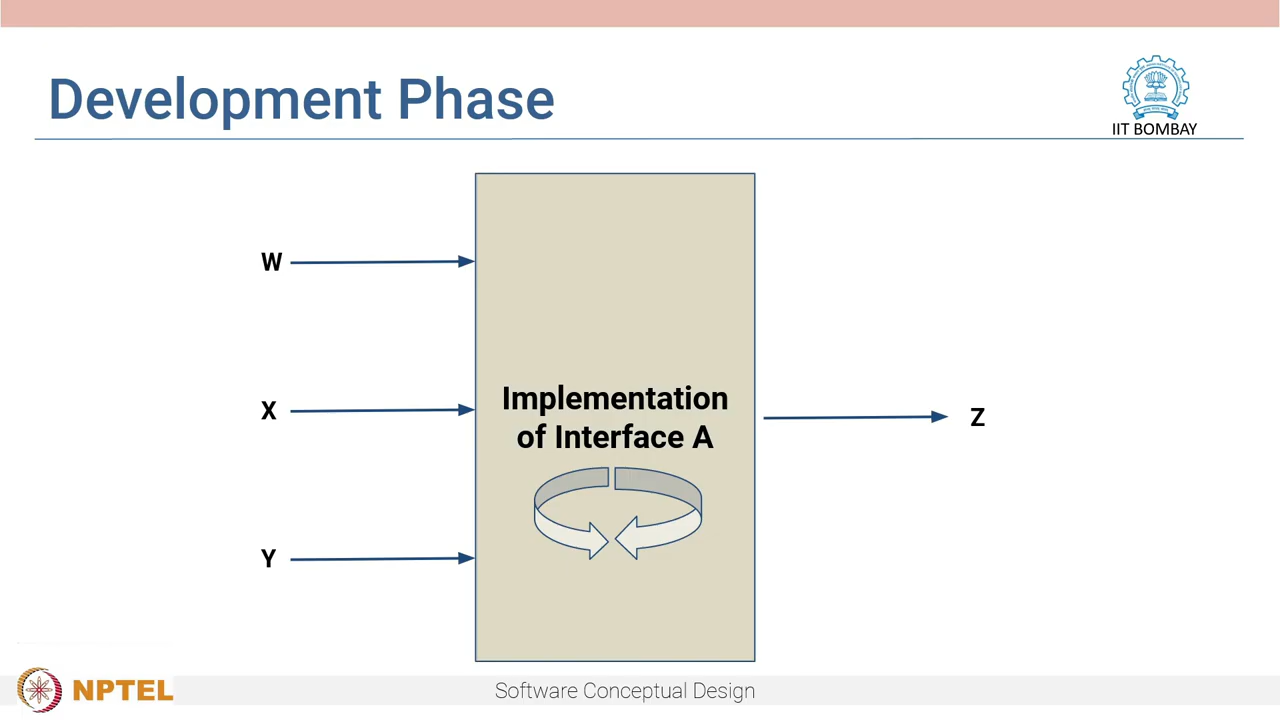 Development Phase
IIT BOMBAY
W
X
Y
Implementation
of Interface A
Z
NPTEL
Software Conceptual Design